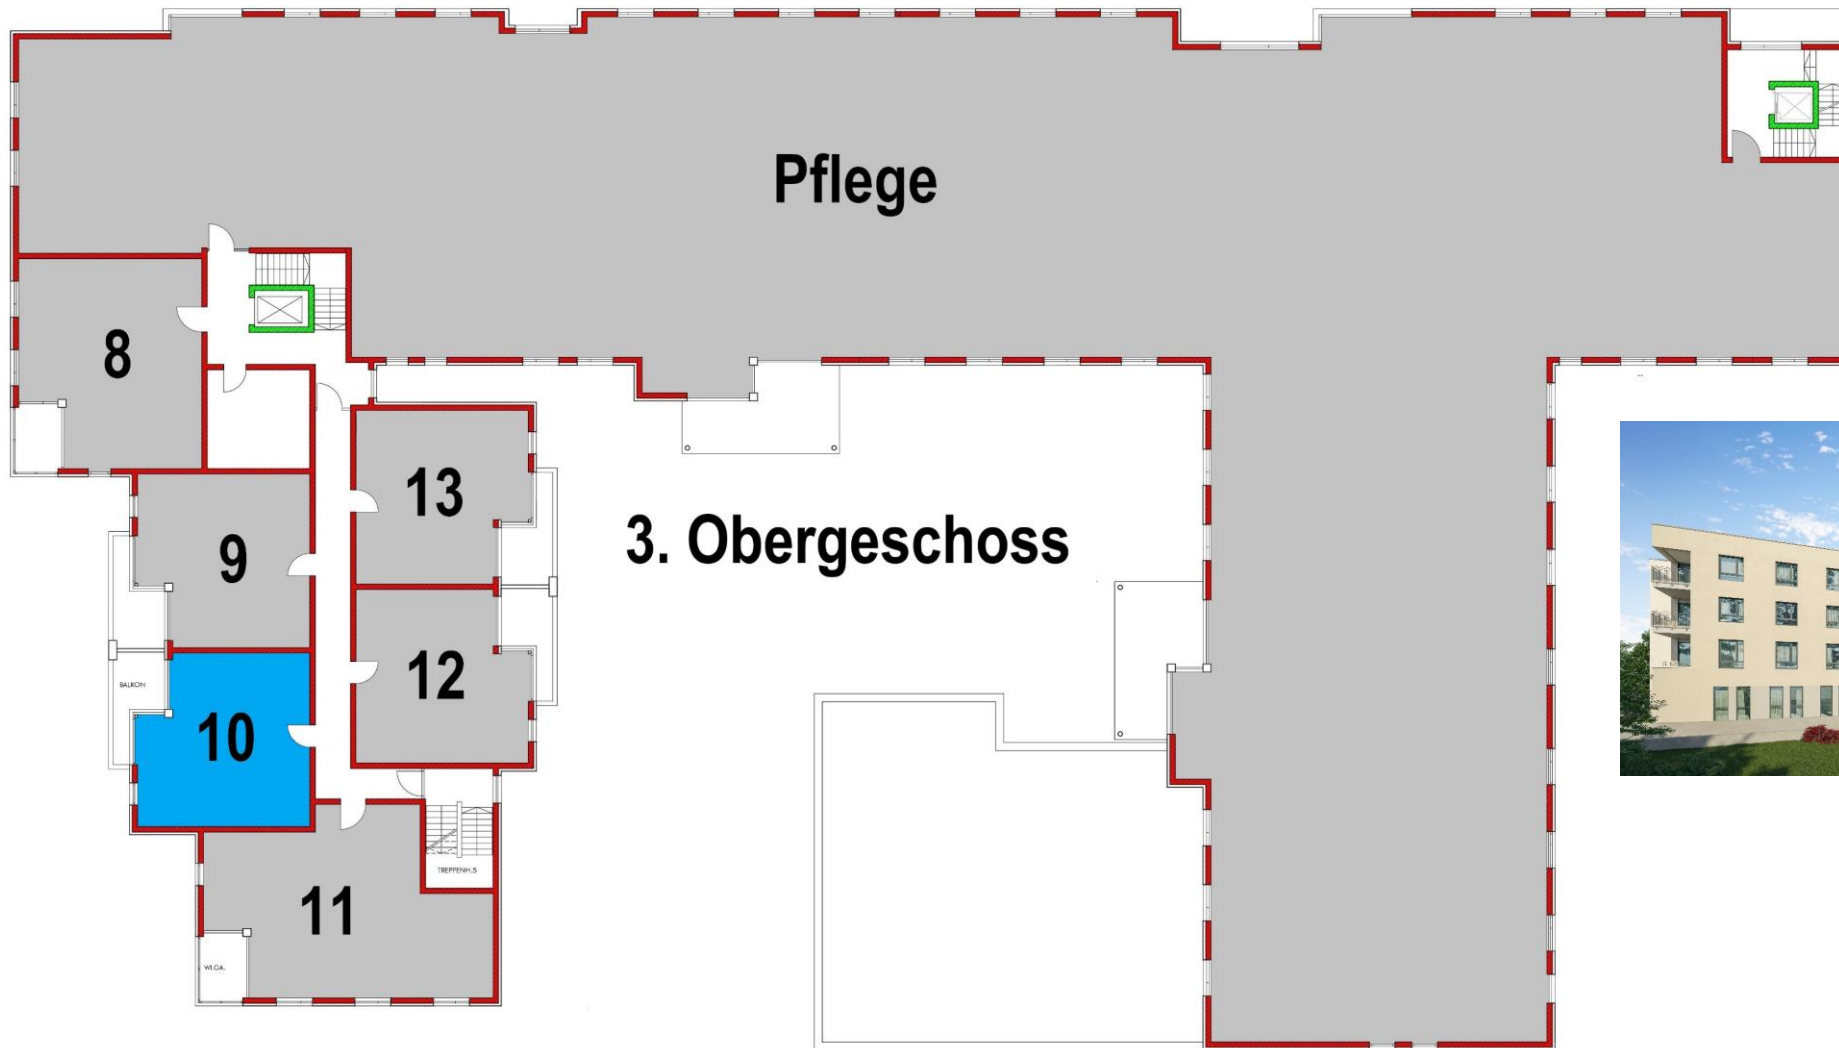 Pflege
8
13
3. Obergeschoss
9
12
BALKON
10
TREPPENH.5
11
WI.GA.